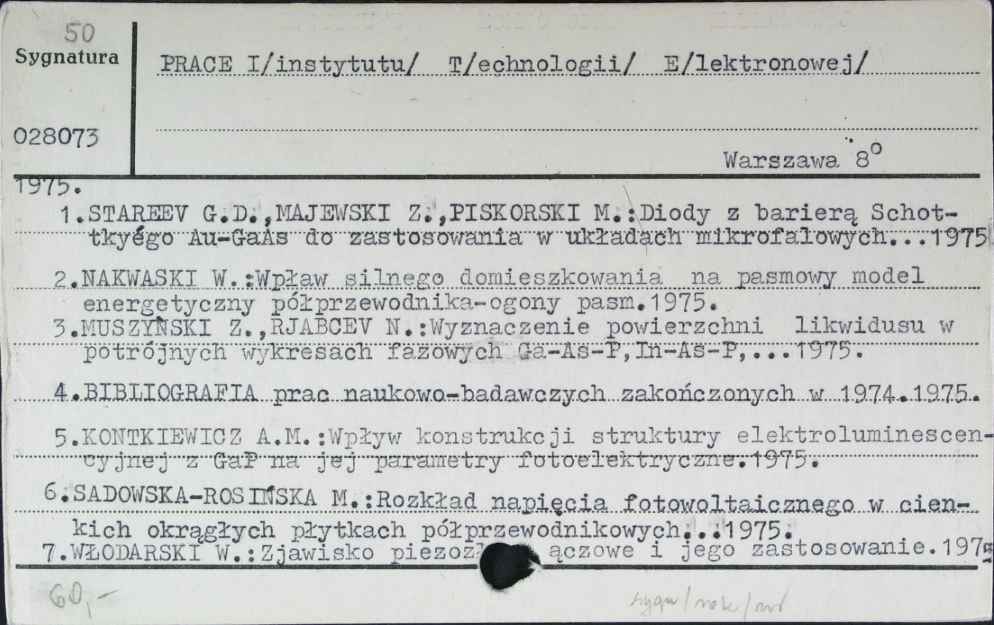 50
Sygnatura
PRACE I/instytutu/ T/echnologii/ E/lektronowej/
028073
Warszawa 8°
1975.
1.STAREEV G.D.,MAJEWSKI Z.,PISKORSKI M.:Diody z barierą Schot-
tkyégo Au-GaAs do zastosowania w układach mikrofalowych...1975
2.NAKWASKI W.:Wpław silnego domieszkowania na pasmowy model
energetyczny półprzewodnika-ogony pasm.1975.
3.MUSZYŃSKI Z.,RJABCEV N.:Wyznaczenie powierzchni likwidusu w
potrójnych wykresach fazowych Ga-As-P,In-As-P,...1975.
4.BIBLIOGRAFIA prac naukowo-badawczych zakończonych w 1974.1975.
5.KONTKIEWICZ A.M.:Wpływ konstrukcji struktury elektroluminescen-
cyjnej z GaP na jej parametry fotoelektryczne.1975.
6.SADOWSKA-ROSIŃSKA M.:Rozkład napięcia fotowoltaicznego w cien-
kich okrągłych płytkach półprzewodnikowych...1975.
7.WŁODARSKI W.:Zjawisko ączowe i jego zastosowanie.1975
60,-